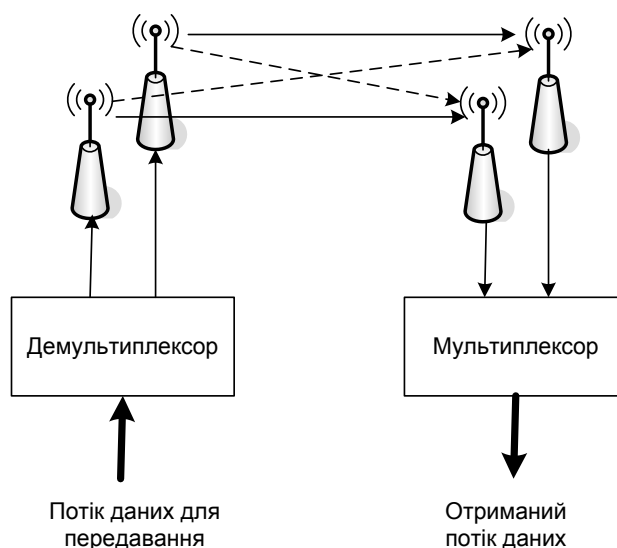 Демультиплексор
Мультиплексор
Потік даних для
передавання
Отриманий
потік даних